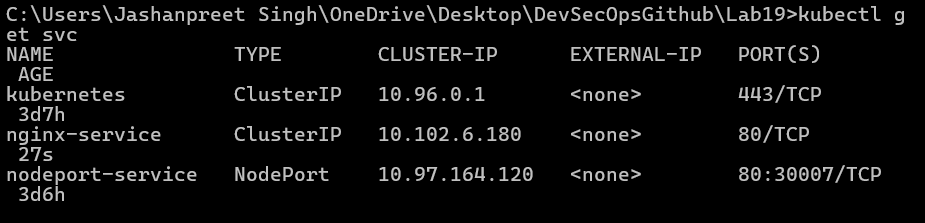 C:\Users\Jashanpreet Singh\OneDrive\Desktop\DevSecOpsGithub\Lab19>kubectl g
et svc
NAME               TYPE        CLUSTER-IP      EXTERNAL-IP   PORT(S)
 AGE
kubernetes         ClusterIP   10.96.0.1       <none>        443/TCP
 3d7h
nginx-service      ClusterIP   10.102.6.180    <none>        80/TCP
 27s
nodeport-service   NodePort    10.97.164.120   <none>        80:30007/TCP
 3d6h